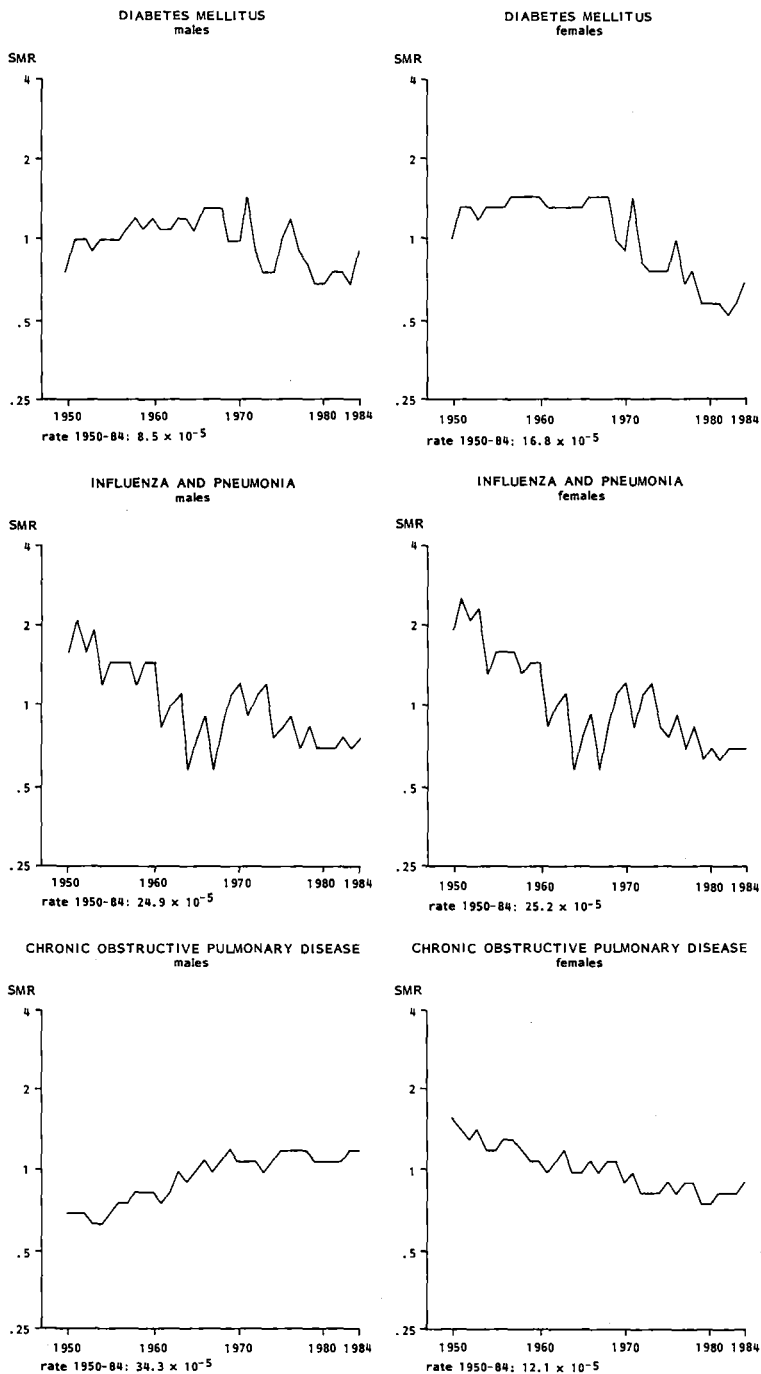 DIABETES MELLITUS
males
SMR
4
2
1
.5
.25
1950 1960 1970 1980 1984
rate 1950-84: 8.5 x 10⁻⁵
DIABETES MELLITUS
females
SMR
4
2
1
.5
.25
1950 1960 1970 1980 1984
rate 1950-84: 16.8 x 10⁻⁵
INFLUENZA AND PNEUMONIA
males
SMR
4
2
1
.5
.25
1950 1960 1970 1980 1984
rate 1950-84: 24.9 x 10⁻⁵
INFLUENZA AND PNEUMONIA
females
SMR
4
2
1
.5
.25
1950 1960 1970 1980 1984
rate 1950-84: 25.2 x 10⁻⁵
CHRONIC OBSTRUCTIVE PULMONARY DISEASE
males
SMR
4
2
1
.5
.25
1950 1960 1970 1980 1984
rate 1950-84: 34.3 x 10⁻⁵
CHRONIC OBSTRUCTIVE PULMONARY DISEASE
females
SMR
4
2
1
.5
.25
1950 1960 1970 1980 1984
rate 1950-84: 12.1 x 10⁻⁵